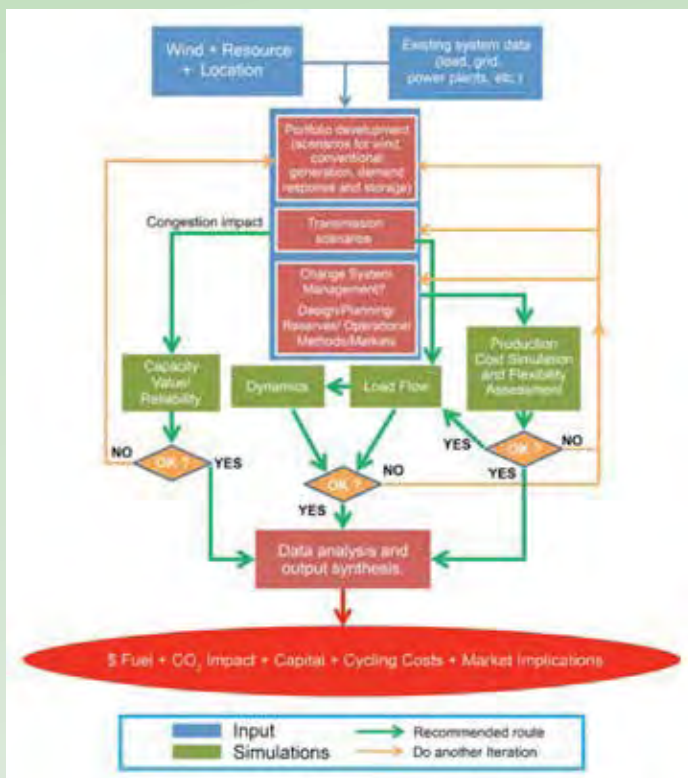 Wind + Resource
+ Location
Existing system data
(load, grid,
power plants, etc.)
Portfolio development
(scenarios for wind,
conventional
generation, demand
response and storage)
Congestion impact
Transmission
scenario
Change System
Management?
Design/Planning/
Reserves/ Operational
Methods/Markets
Capacity
Value/
Reliability
Dynamics
Load Flow
Production
Cost Simulation
and Flexibility
Assessment
NO
OK ?
YES
YES
OK ?
NO
YES
OK ?
NO
YES
Data analysis and
output synthesis.
$ Fuel + CO₂ Impact + Capital + Cycling Costs + Market Implications
Input
Simulations
Recommended route
Do another Iteration